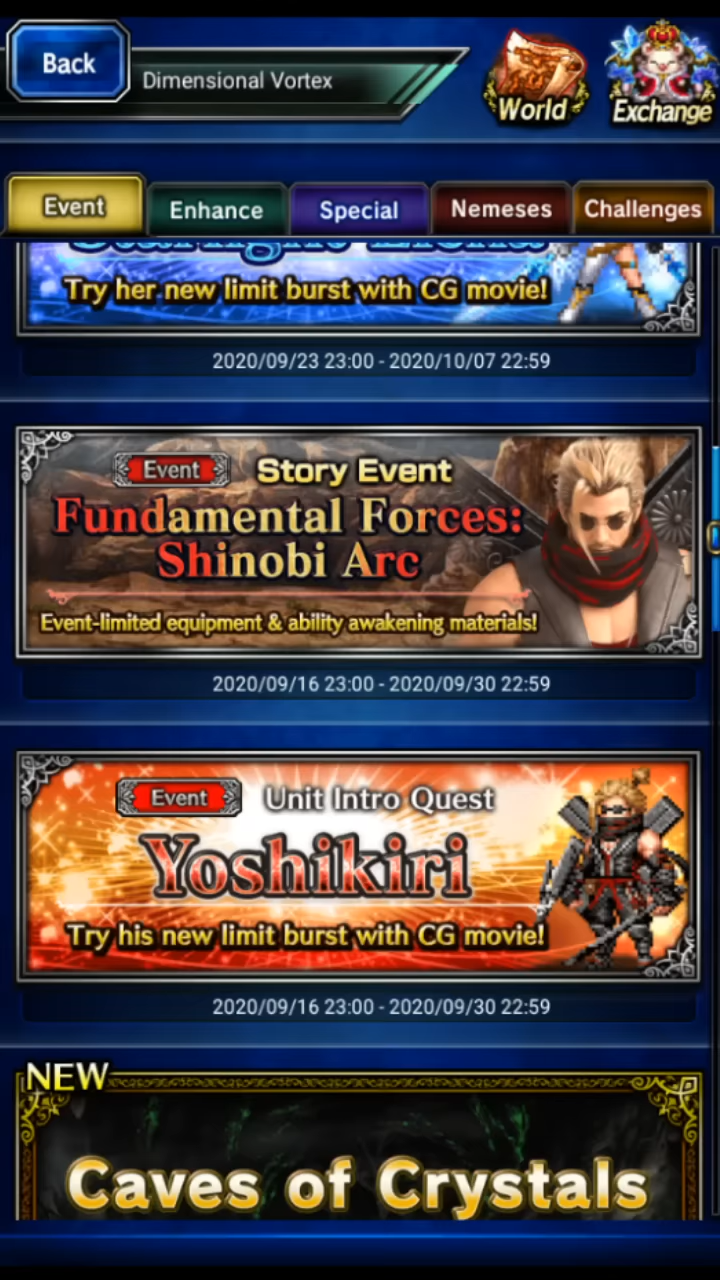 Back
Dimensional Vortex
World
Exchange
Event
Enhance
Special
Nemeses
Challenges
Try her new limit burst with CG movie!
2020/09/23 23:00 - 2020/10/07 22:59
Event
Story Event
Fundamental Forces:
Shinobi Arc
Event-limited equipment & ability awakening materials!
2020/09/16 23:00 - 2020/09/30 22:59
Event
Unit Intro Quest
Yoshikiri
Try his new limit burst with CG movie!
2020/09/16 23:00 - 2020/09/30 22:59
NEW
Caves of Crystals